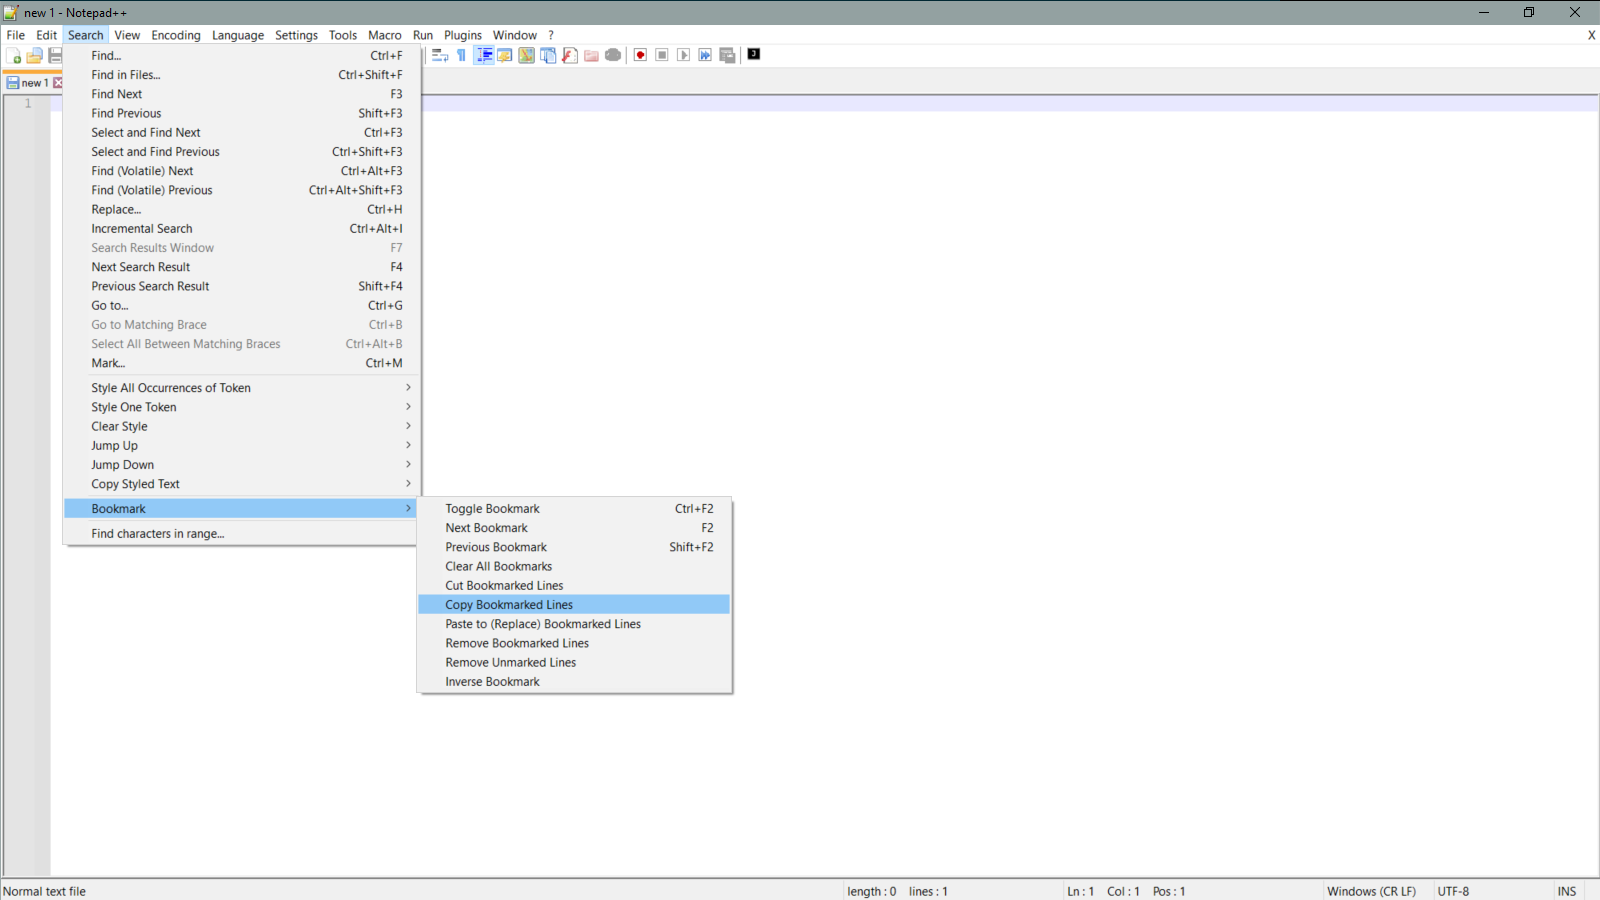 new 1 - Notepad++
File Edit Search View Encoding Language Settings Tools Macro Run Plugins Window ? X
new 1
1
Find... Ctrl+F
Find in Files... Ctrl+Shift+F
Find Next F3
Find Previous Shift+F3
Select and Find Next Ctrl+F3
Select and Find Previous Ctrl+Shift+F3
Find (Volatile) Next Ctrl+Alt+F3
Find (Volatile) Previous Ctrl+Alt+Shift+F3
Replace... Ctrl+H
Incremental Search Ctrl+Alt+I
Search Results Window F7
Next Search Result F4
Previous Search Result Shift+F4
Go to... Ctrl+G
Go to Matching Brace Ctrl+B
Select All Between Matching Braces Ctrl+Alt+B
Mark... Ctrl+M
Style All Occurrences of Token
Style One Token
Clear Style
Jump Up
Jump Down
Copy Styled Text
Bookmark
Find characters in range...
Toggle Bookmark Ctrl+F2
Next Bookmark F2
Previous Bookmark Shift+F2
Clear All Bookmarks
Cut Bookmarked Lines
Copy Bookmarked Lines
Paste to (Replace) Bookmarked Lines
Remove Bookmarked Lines
Remove Unmarked Lines
Inverse Bookmark
Normal text file length : 0 lines : 1 Ln : 1 Col : 1 Pos : 1 Windows (CR LF) UTF-8 INS